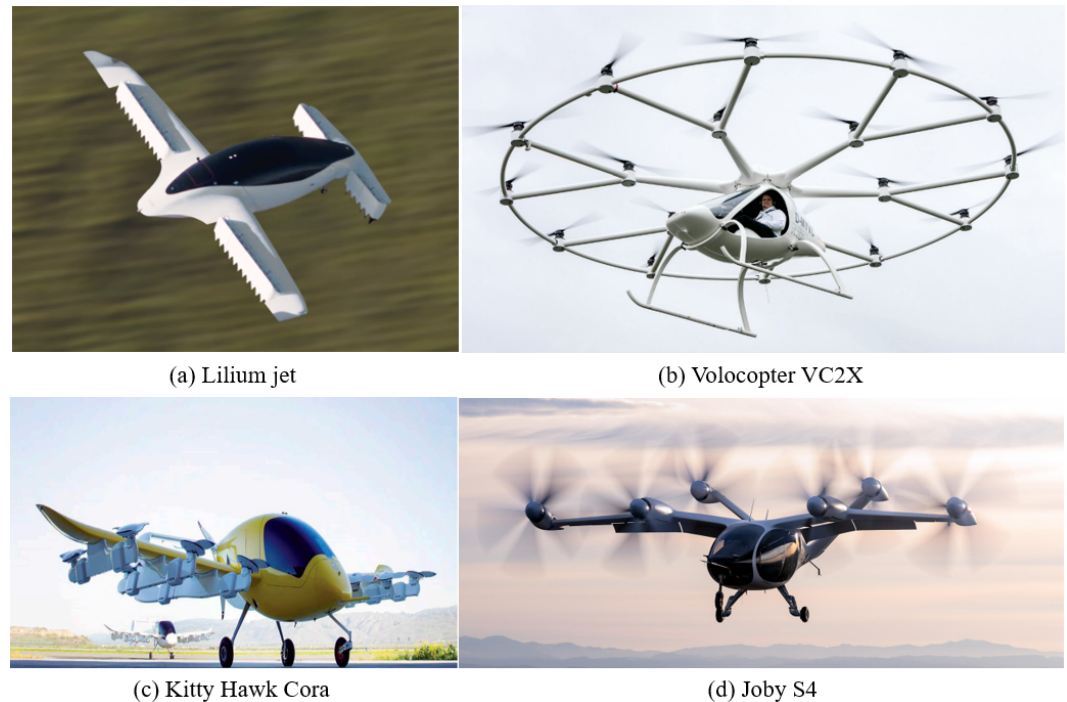 (a) Lilium jet
(b) Volocopter VC2X
(c) Kitty Hawk Cora
(d) Joby S4